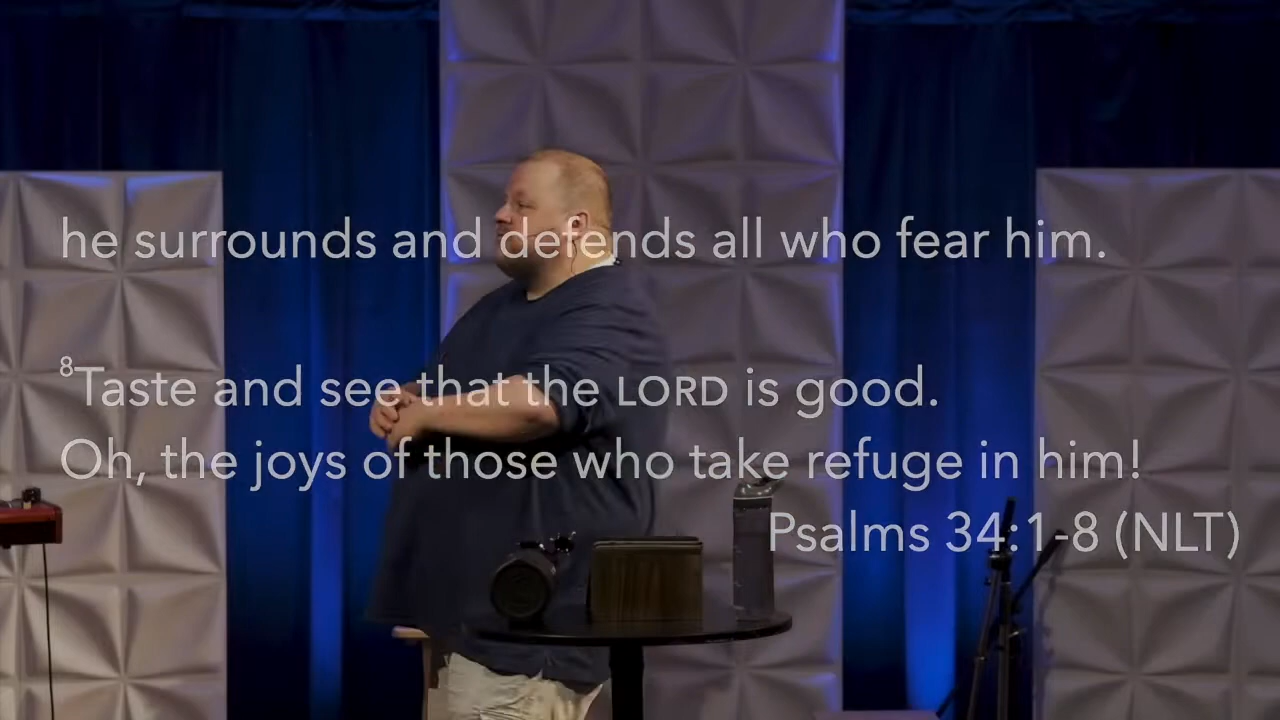 he surrounds and defends all who fear him.
⁸Taste and see that the LORD is good.
Oh, the joys of those who take refuge in him!
Psalms 34:1-8 (NLT)